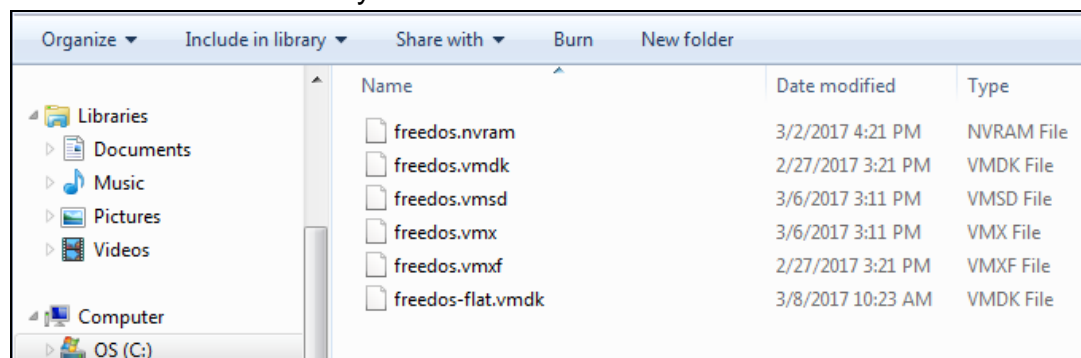 y
Organize Include in library Share with Burn New folder
Name Date modified Type
Libraries
Documents
Music
Pictures
Videos
Computer
OS (C:)
freedos.nvram 3/2/2017 4:21 PM NVRAM File
freedos.vmdk 2/27/2017 3:21 PM VMDK File
freedos.vmsd 3/6/2017 3:11 PM VMSD File
freedos.vmx 3/6/2017 3:11 PM VMX File
freedos.vmxf 2/27/2017 3:21 PM VMXF File
freedos-flat.vmdk 3/8/2017 10:23 AM VMDK File